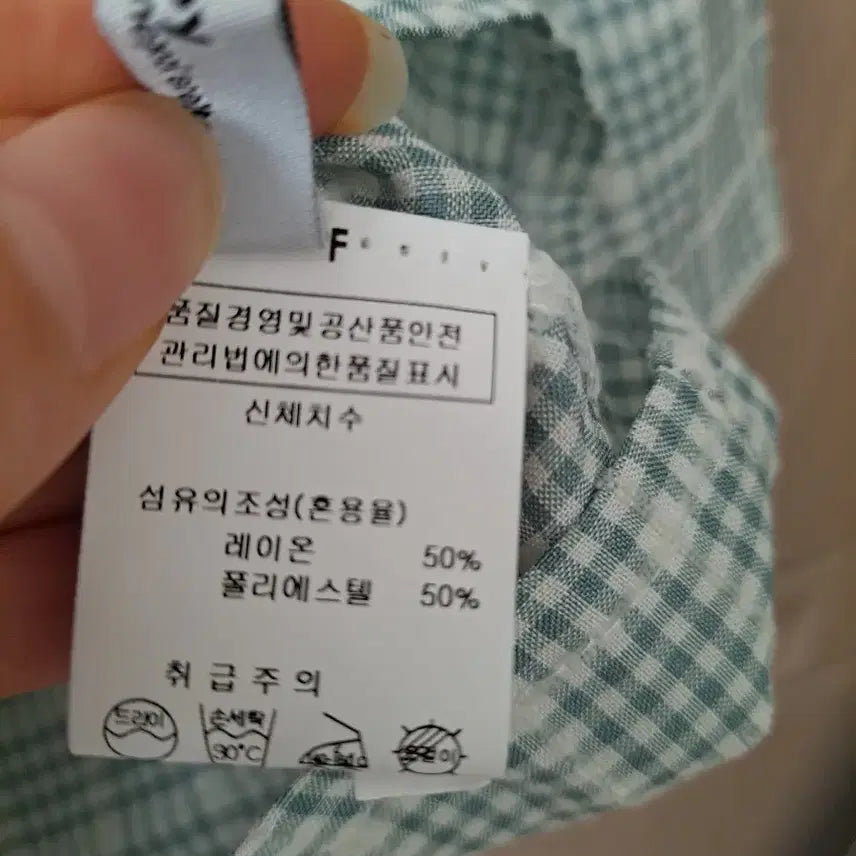 F
품질경영및공산품안전
관리법에의한품질표시
신체치수
섬유의조성(혼용율)
레이온 50%
폴리에스텔 50%
취급주의
드라이
손세탁
30°C